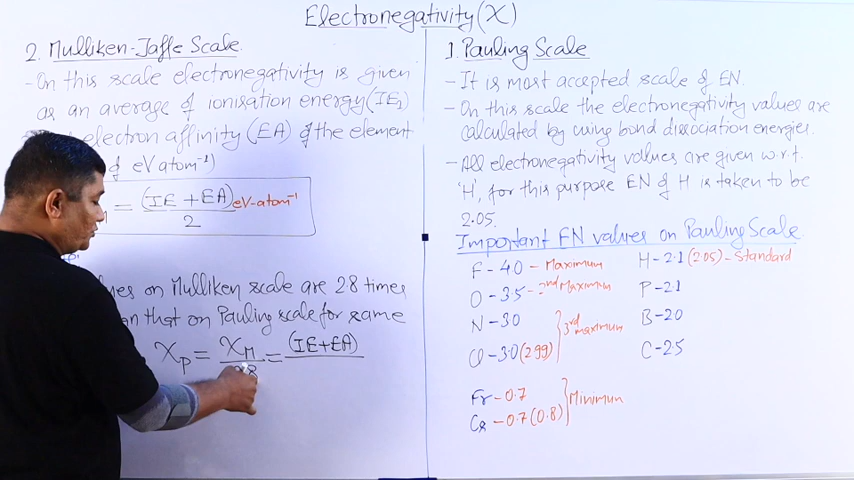 Electronegativity (X)
2. Mulliken-Jaffe Scale
- On this scale electronegativity is given
as an average of ionisation energy (IE₁)
electron affinity (EA) of the element
of eV atom⁻¹)
= (IE + EA) eV-atom⁻¹
2
on Mulliken scale are 2.8 times
than that on Pauling scale for same
Xp = XM = (IE+EA)
1. Pauling Scale
- It is most accepted scale of EN.
- On this scale the electronegativity values are
calculated by using bond dissociation energies.
- All electronegativity values are given w.r.t.
'H', for this purpose EN of H is taken to be
2.05.
Important EN values on Pauling Scale
F - 4.0 - Maximum
O - 3.5 - 2nd Maximum
N - 3.0
Cl - 3.0 (2.99)
3rd maximum
Fr - 0.7
Cs - 0.7 (0.8)
Minimum
H - 2.1 (2.05) - Standard
P - 2.1
B - 2.0
C - 2.5